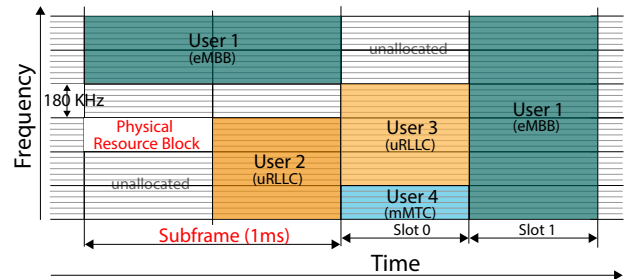 Frequency
User 1
(eMBB)
unallocated
180 KHz
Physical
Resource Block
User 3
(uRLLC)
User 1
(eMBB)
User 2
(uRLLC)
unallocated
User 4
(mMTC)
Subframe (1ms)
Slot 0
Slot 1
Time